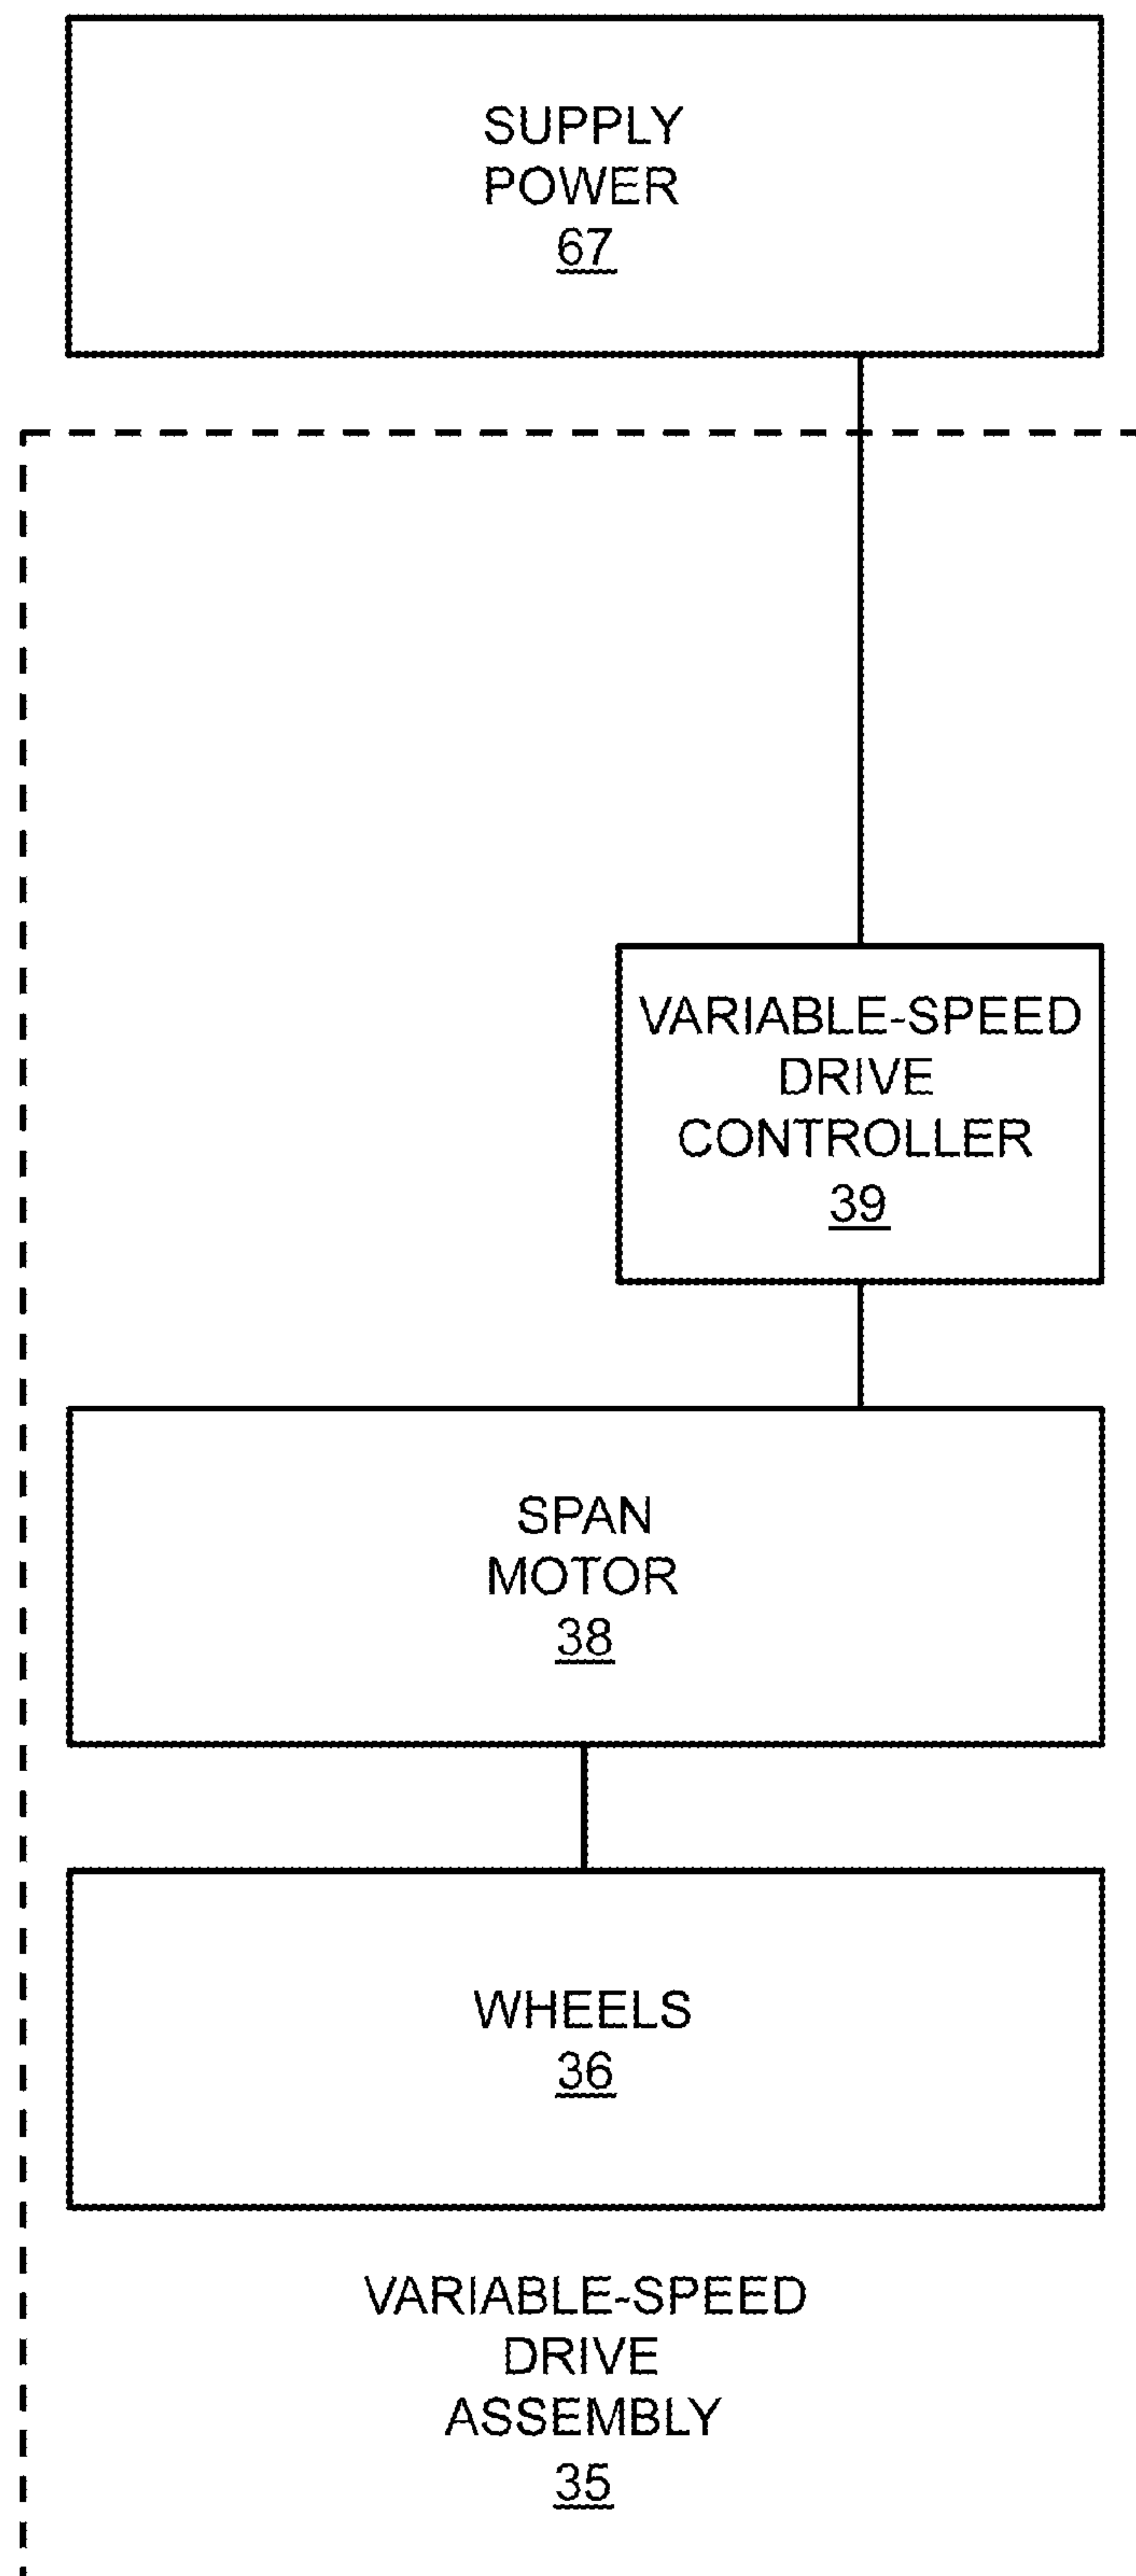 SUPPLY
POWER
67
VARIABLE-SPEED
DRIVE
CONTROLLER
39
SPAN
MOTOR
38
WHEELS
36
VARIABLE-SPEED
DRIVE
ASSEMBLY
35